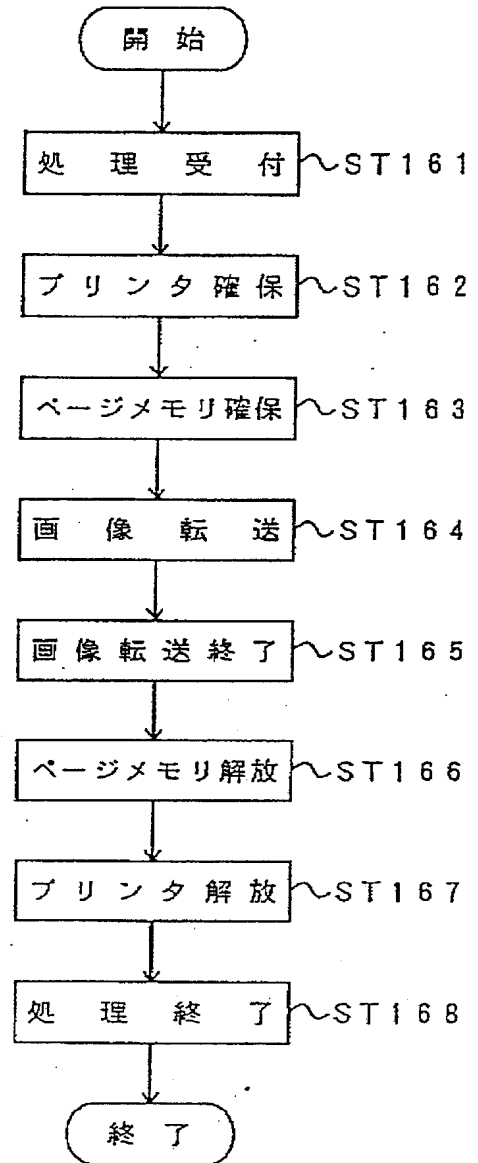 開始
処理受付 ST161
プリンタ確保 ST162
ページメモリ確保 ST163
画像転送 ST164
画像転送終了 ST165
ページメモリ解放 ST166
プリンタ解放 ST167
処理終了 ST168
終了